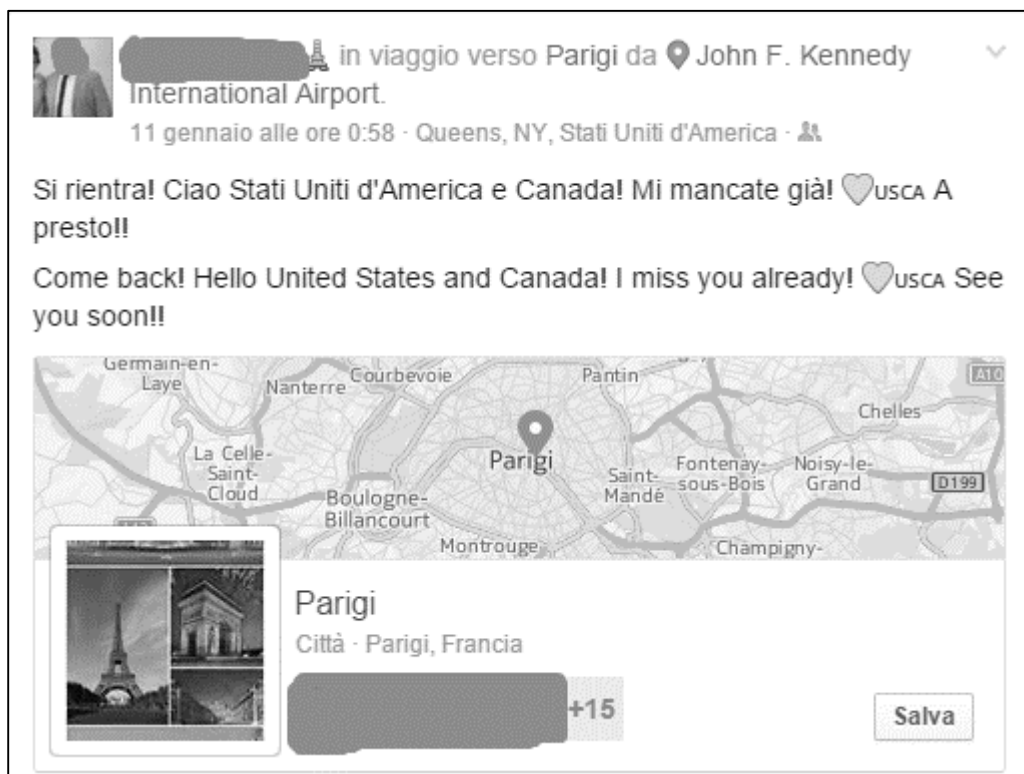 in viaggio verso Parigi da John F. Kennedy
International Airport.
11 gennaio alle ore 0:58 · Queens, NY, Stati Uniti d'America ·
Si rientra! Ciao Stati Uniti d'America e Canada! Mi mancate già! USCA A
presto!!
Come back! Hello United States and Canada! I miss you already! USCA See
you soon!!
Germain-en-
Laye
Nanterre
Courbevoie
Pantin
A10
Chelles
La Celle-
Saint-
Cloud
Parigi
Saint-
Mandé
Fontenay-
sous-Bois
Noisy-le-
Grand
D199
Boulogne-
Billancourt
Montrouge
Champigny-
Parigi
Città · Parigi, Francia
+15
Salva